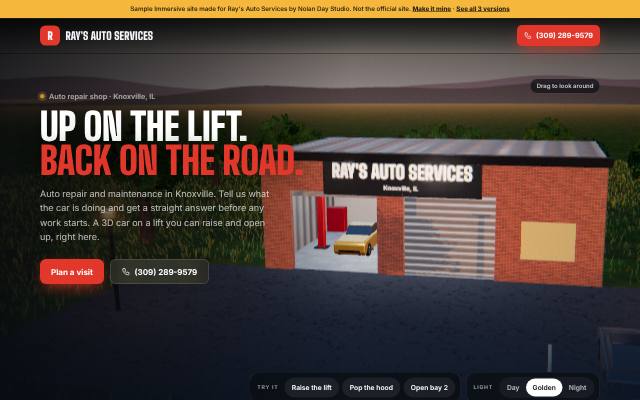 Sample Immersive site made for Ray's Auto Services by Nolan Day Studio. Not the official site. Make it mine · See all 3 versions
R RAY'S AUTO SERVICES
(309) 289-9579
Drag to look around
Auto repair shop · Knoxville, IL
UP ON THE LIFT.
BACK ON THE ROAD.
RAY'S AUTO SERVICES
Knoxville, IL
Auto repair and maintenance in Knoxville. Tell us what
the car is doing and get a straight answer before any
work starts. A 3D car on a lift you can raise and open
up, right here.
Plan a visit
(309) 289-9579
TRY IT Raise the lift Pop the hood Open bay 2
LIGHT Day Golden Night